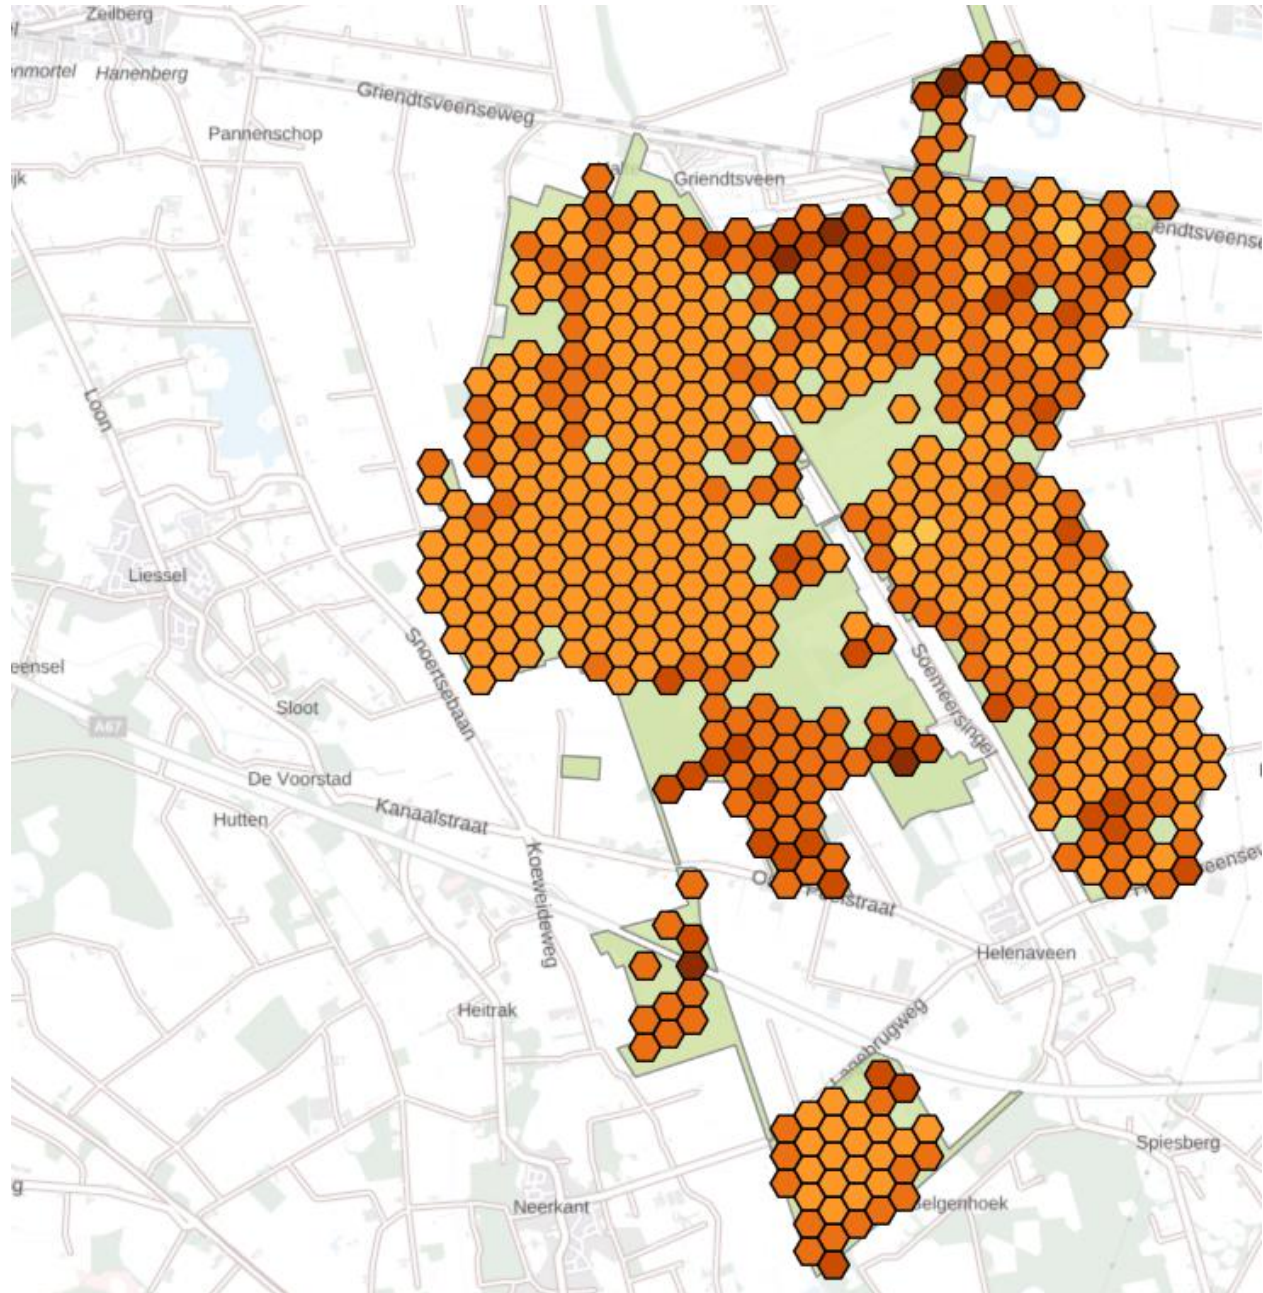 Zeilberg
Hanenberg
Griendtsveenseweg
Pannenschop
Griendtsveen
Loon
Liessel
Snoertsebaan
Soemeersingel
Sloot
A67
De Voorstad
Kanaalstraat
Hutten
Koeweideweg
Helenaveen
Heitrak
Lagebrugweg
Spiesberg
Neerkant